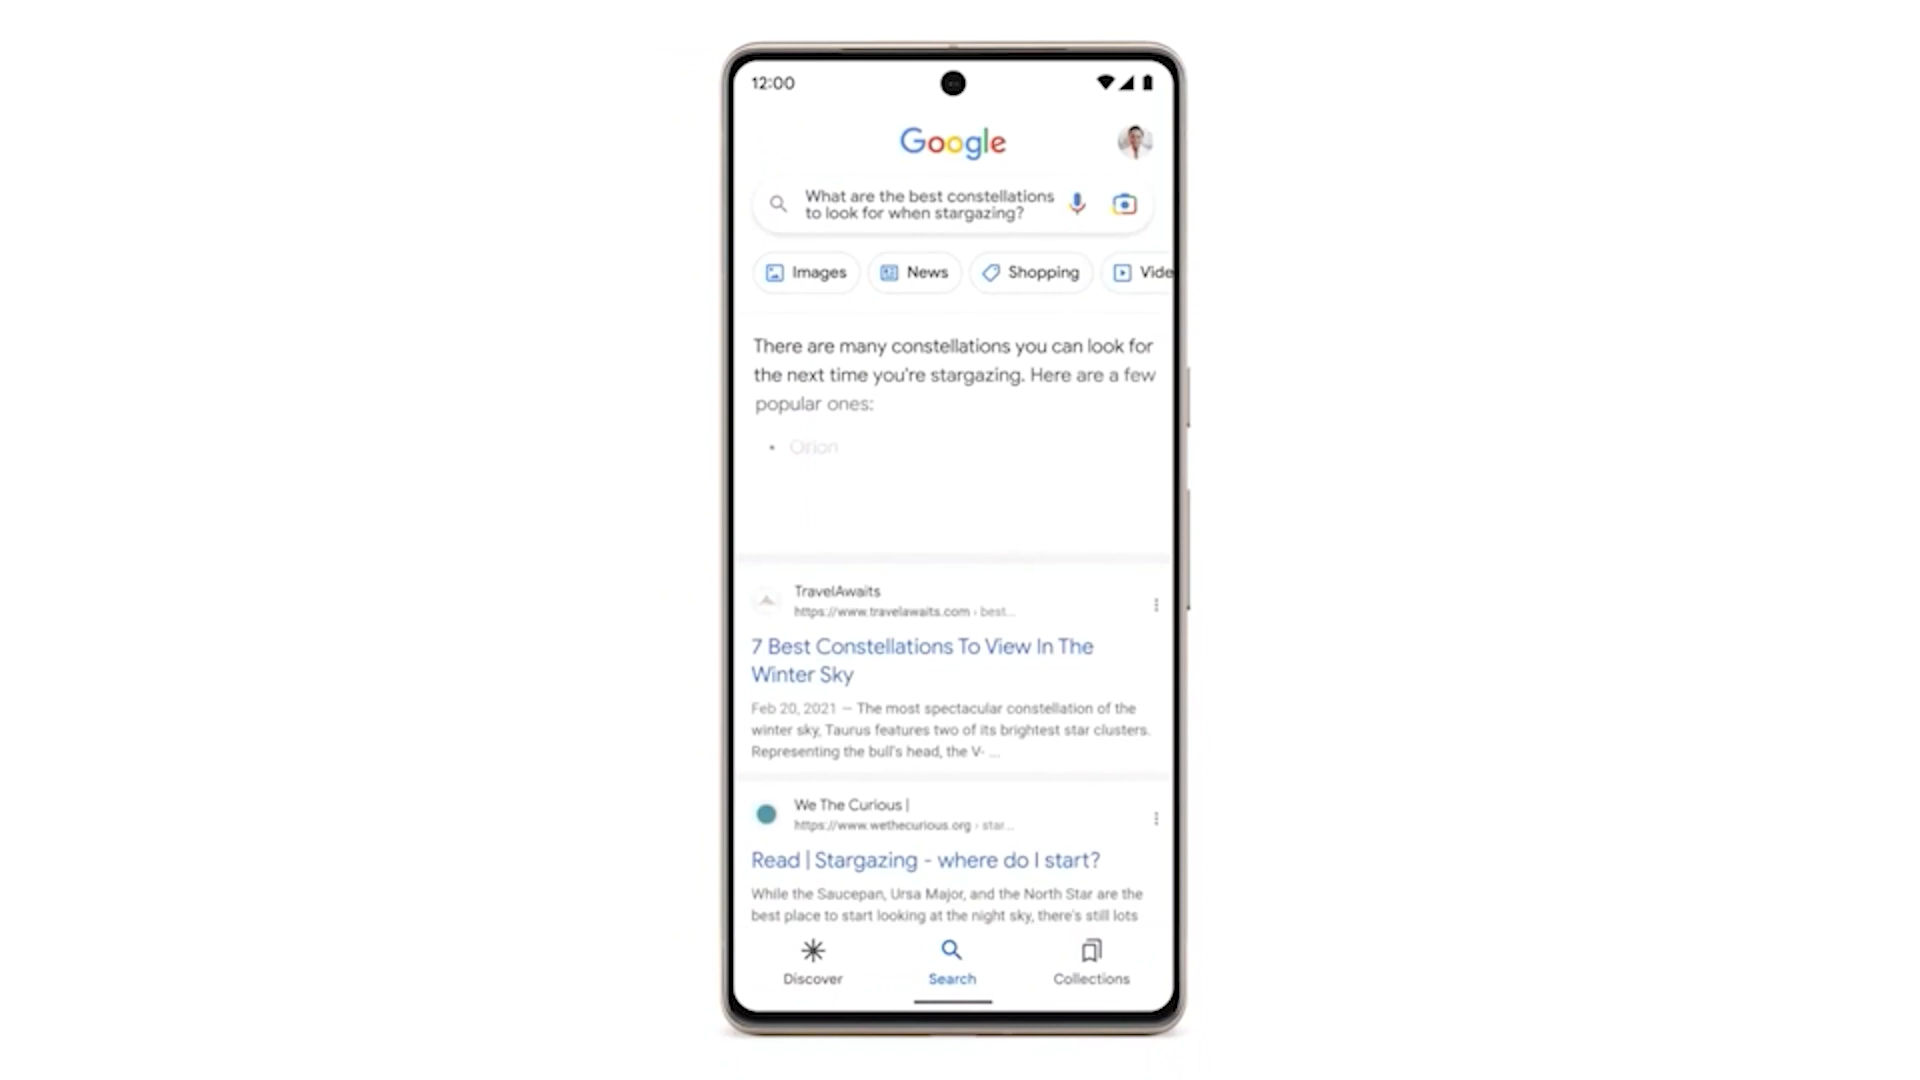 12:00
Google
What are the best constellations
to look for when stargazing?
Images
News
Shopping
Vide
There are many constellations you can look for
the next time you're stargazing. Here are a few
popular ones:
• Orion
TravelAwaits
https://www.travelawaits.com › best...
7 Best Constellations To View In The
Winter Sky
Feb 20, 2021 — The most spectacular constellation of the
winter sky, Taurus features two of its brightest star clusters.
Representing the bull's head, the V- ...
We The Curious |
https://www.wethecurious.org › star...
Read | Stargazing - where do I start?
While the Saucepan, Ursa Major, and the North Star are the
best place to start looking at the night sky, there's still lots
Discover
Search
Collections